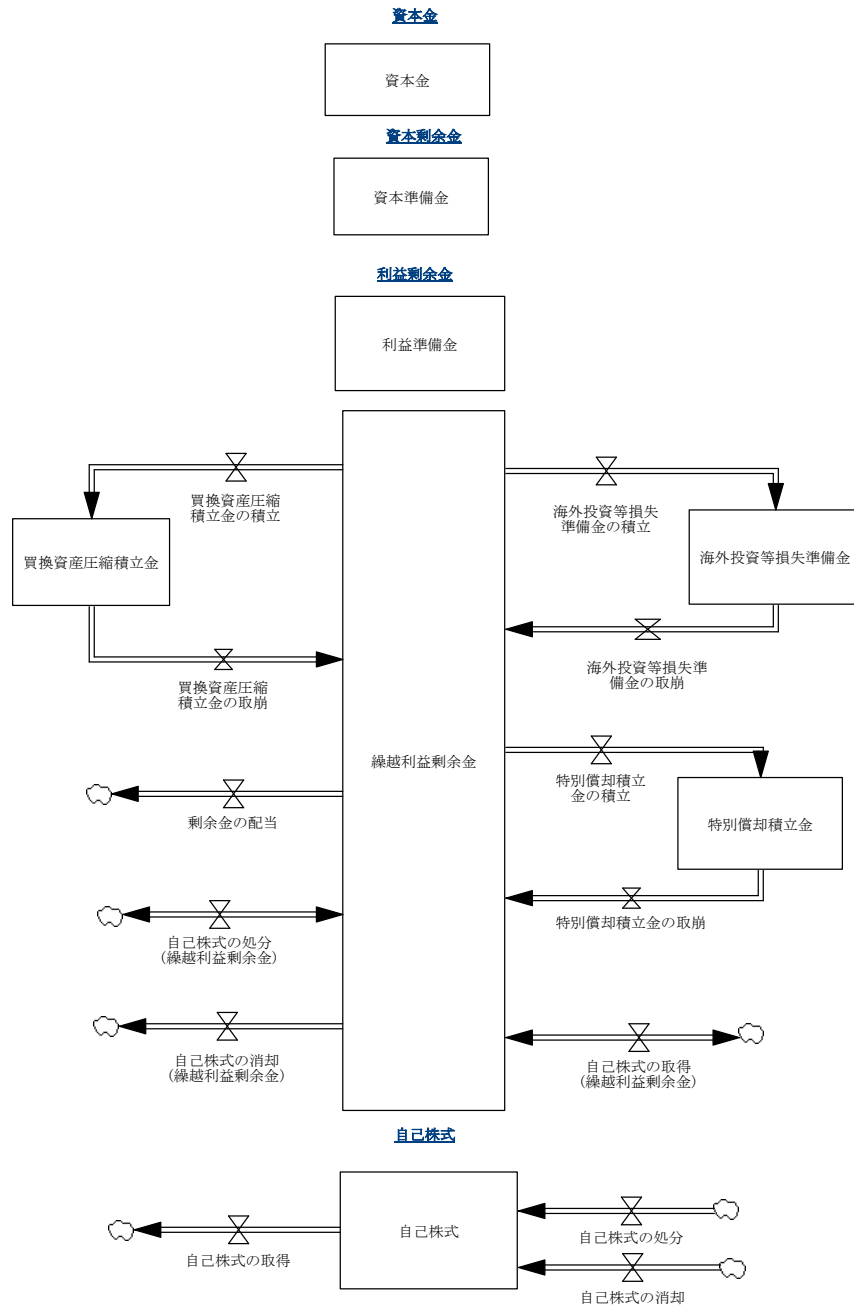 資本金
資本金
資本剰余金
資本準備金
利益剰余金
利益準備金
買換資産圧縮
積立金の積立
海外投資等損失
準備金の積立
買換資産圧縮積立金
海外投資等損失準備金
買換資産圧縮
積立金の取崩
海外投資等損失準
備金の取崩
繰越利益剰余金
特別償却積立
金の積立
剰余金の配当
特別償却積立金
自己株式の処分
(繰越利益剰余金)
特別償却積立金の取崩
自己株式の消却
(繰越利益剰余金)
自己株式の取得
(繰越利益剰余金)
自己株式
自己株式
自己株式の取得
自己株式の処分
自己株式の消却